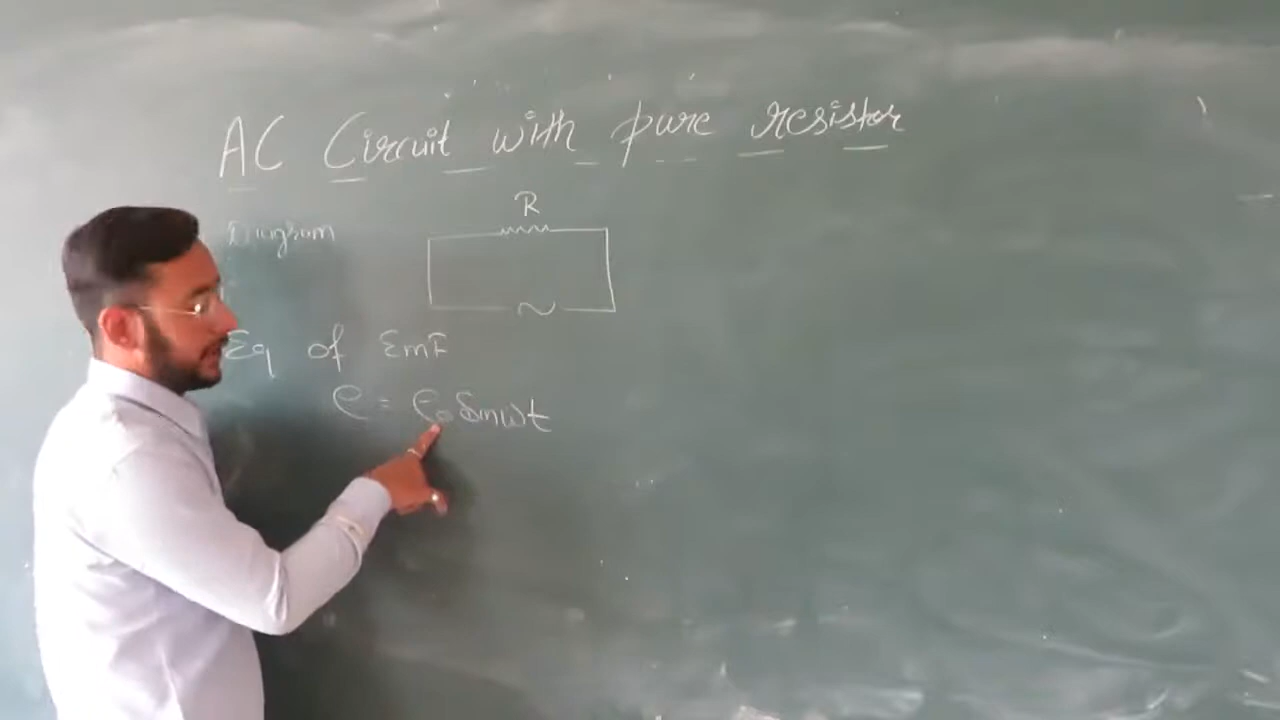 AC Circuit with pure resistor
R
Diagram
~
Eq of EmF
e = e₀ Sinωt